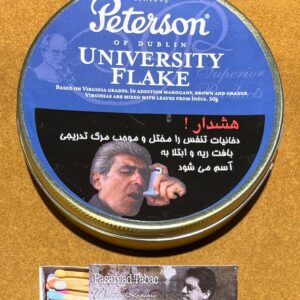 Peterson
OF DUBLIN
UNIVERSITY
FLAKE
BASED ON VIRGINIA GRADES. IN ADDITION MAHOGANY, BROWN AND ORANGE
VIRGINIAS ARE MIXED WITH LEAVES FROM INDIA. 50g
هشدار !
دخانیات تنفس را مختل و موجب مرگ تدریجی
بافت ریه و ابتلا به
آسم می شود
Pasargad Tabac